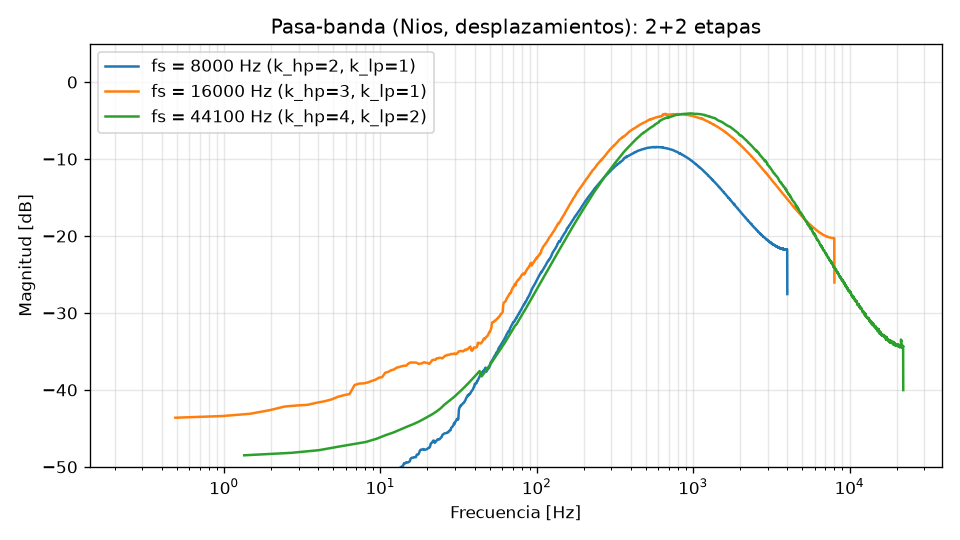 Pasa-banda (Nios, desplazamientos): 2+2 etapas
fs = 8000 Hz (k_hp=2, k_lp=1)
fs = 16000 Hz (k_hp=3, k_lp=1)
fs = 44100 Hz (k_hp=4, k_lp=2)
Magnitud [dB]
0
−10
−20
−30
−40
−50
10⁰
10¹
10²
10³
10⁴
Frecuencia [Hz]